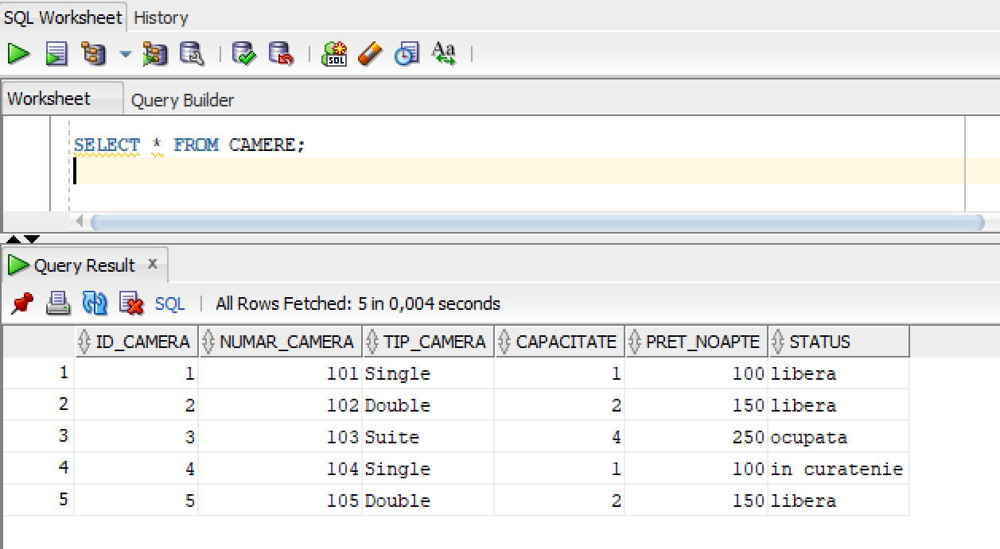 SQL Worksheet History
SQL Aa
Worksheet Query Builder
SELECT * FROM CAMERE;
Query Result x
SQL | All Rows Fetched: 5 in 0,004 seconds
ID_CAMERA NUMAR_CAMERA TIP_CAMERA CAPACITATE PRET_NOAPTE STATUS
1 1 101 Single 1 100 libera
2 2 102 Double 2 150 libera
3 3 103 Suite 4 250 ocupata
4 4 104 Single 1 100 in curatenie
5 5 105 Double 2 150 libera